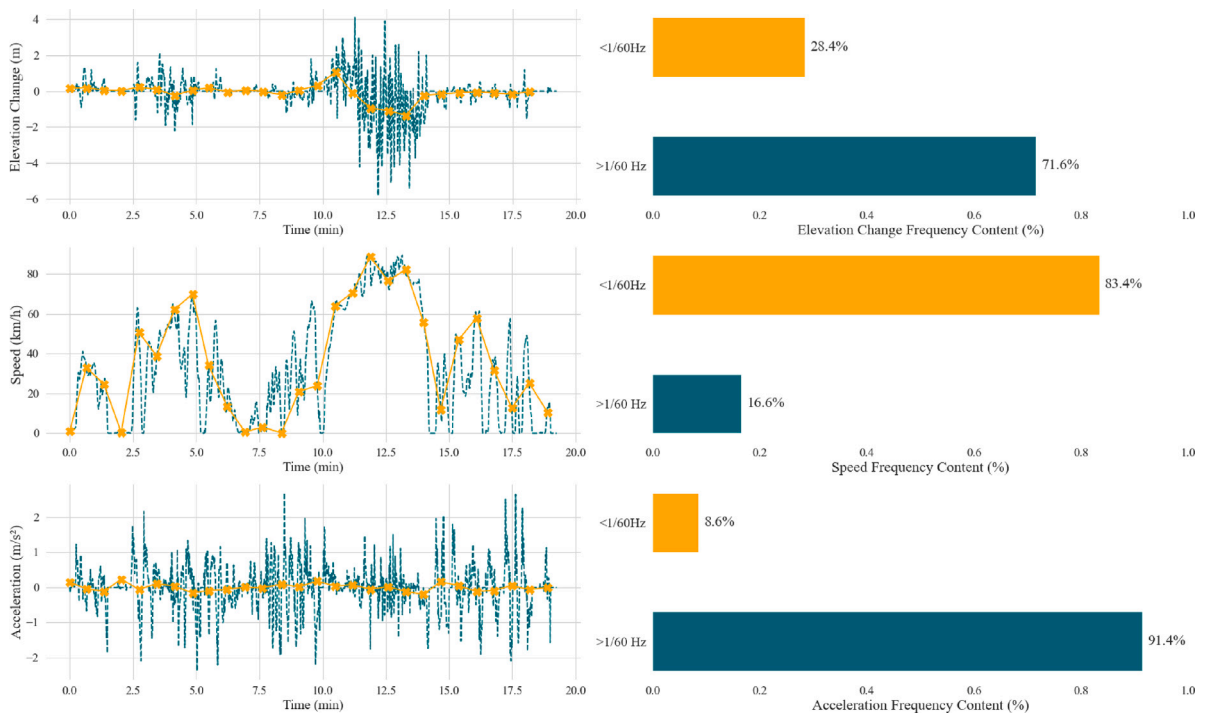 4
2
0
−2
−4
−6
Elevation Change (m)
0.0 2.5 5.0 7.5 10.0 12.5 15.0 17.5 20.0
Time (min)
<1/60Hz
28.4%
>1/60 Hz
71.6%
0.0 0.2 0.4 0.6 0.8 1.0
Elevation Change Frequency Content (%)
80
60
40
20
0
Speed (km/h)
0.0 2.5 5.0 7.5 10.0 12.5 15.0 17.5 20.0
Time (min)
<1/60Hz
83.4%
>1/60 Hz
16.6%
0.0 0.2 0.4 0.6 0.8 1.0
Speed Frequency Content (%)
2
1
0
−1
−2
Acceleration (m/s²)
0.0 2.5 5.0 7.5 10.0 12.5 15.0 17.5 20.0
Time (min)
<1/60Hz
8.6%
>1/60 Hz
91.4%
0.0 0.2 0.4 0.6 0.8 1.0
Acceleration Frequency Content (%)